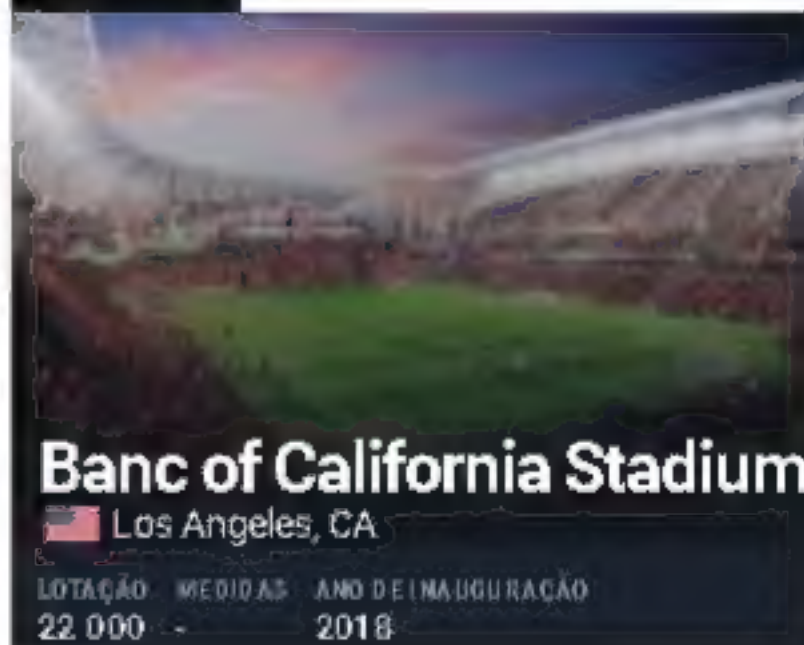 Banc of California Stadium
Los Angeles, CA
LOTAÇÃO MEDIDAS ANO DE INAUGURAÇÃO
22 000 - 2018